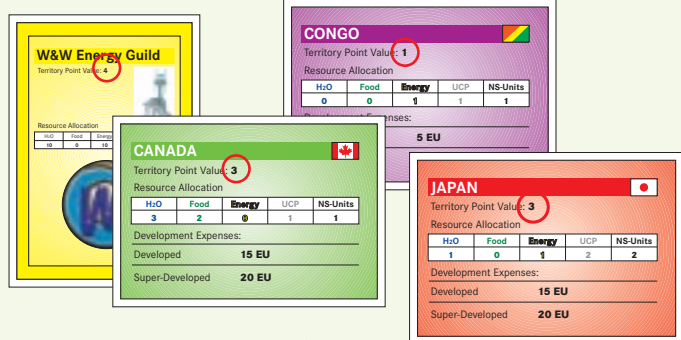 W&W Energy Guild
Territory Point Value: 4
Resource Allocation
H2O Food Energy
10 0 10
CONGO
Territory Point Value: 1
Resource Allocation
H2O Food Energy UCP NS-Units
0 0 1 1 1
5 EU
CANADA
Territory Point Value: 3
Resource Allocation
H2O Food Energy UCP NS-Units
3 2 0 1 1
Development Expenses:
Developed 15 EU
Super-Developed 20 EU
JAPAN
Territory Point Value: 3
Resource Allocation
H2O Food Energy UCP NS-Units
1 0 1 2 2
Development Expenses:
Developed 15 EU
Super-Developed 20 EU